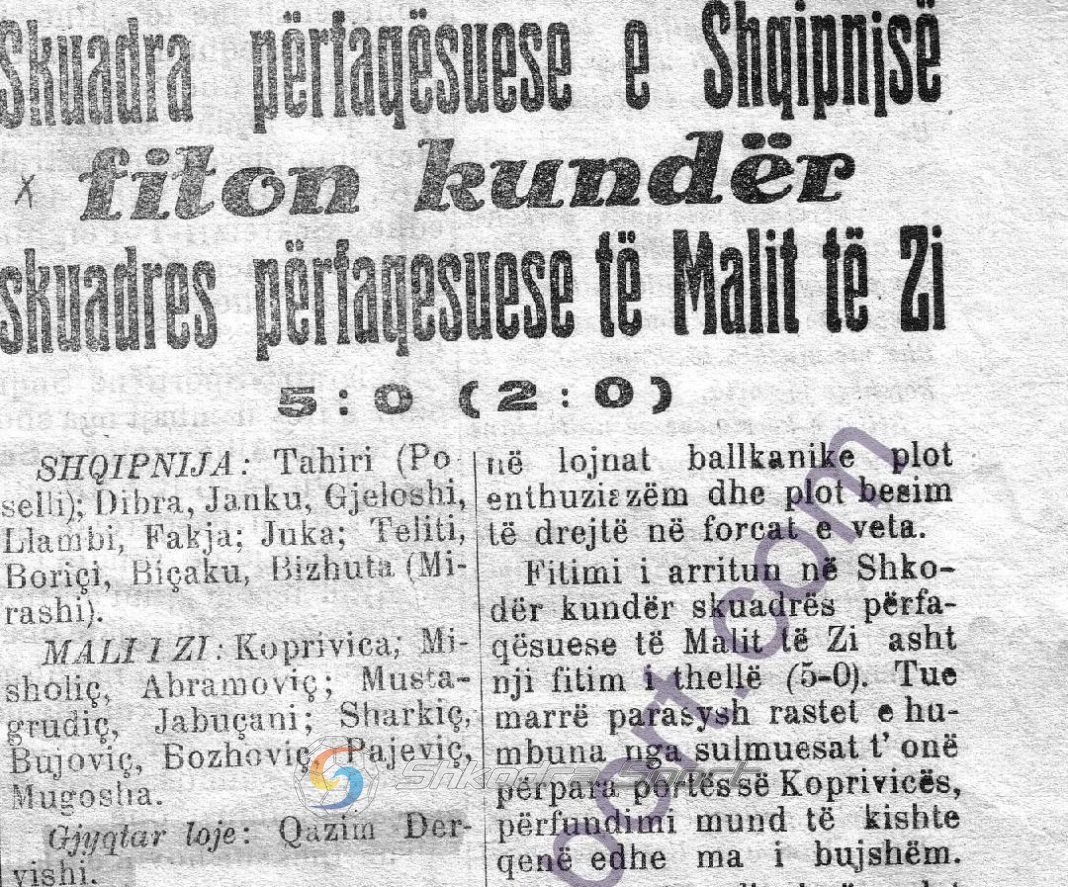 Skuadra përfaqësuese e Shqipnisë
fiton kundër
skuadres përfaqesuese të Malit të Zi
5:0 (2:0)
SHQIPNIJA: Tahiri (Po-
selli); Dibra, Janku, Gjeloshi,
Llambi, Fakja; Juka; Teliti,
Boriçi, Biçaku, Bizhuta (Mi-
rashi).
MALI I ZI: Koprivica; Mi-
sholiç, Abramoviç; Musta-
grudiç, Jabuçani; Sharkiç,
Bujoviç, Bozhoviç, Pajeviç,
Mugosha.
Gjyqtar loje: Qazim Der-
vishi.
në lojnat ballkanike plot
enthuziazëm dhe plot besim
të drejtë në forcat e veta.
Fitimi i arritun në Shko-
dër kundër skuadrës përfa-
qësuese të Malit të Zi asht
nji fitim i thellë (5-0). Tue
marrë parasysh rastet e hu-
mbuna nga sulmuesat t' onë
përpara portës së Koprivicës,
përfundimi mund të kishte
qenë edhe ma i bujshëm.
Shkodra Sport
port.com